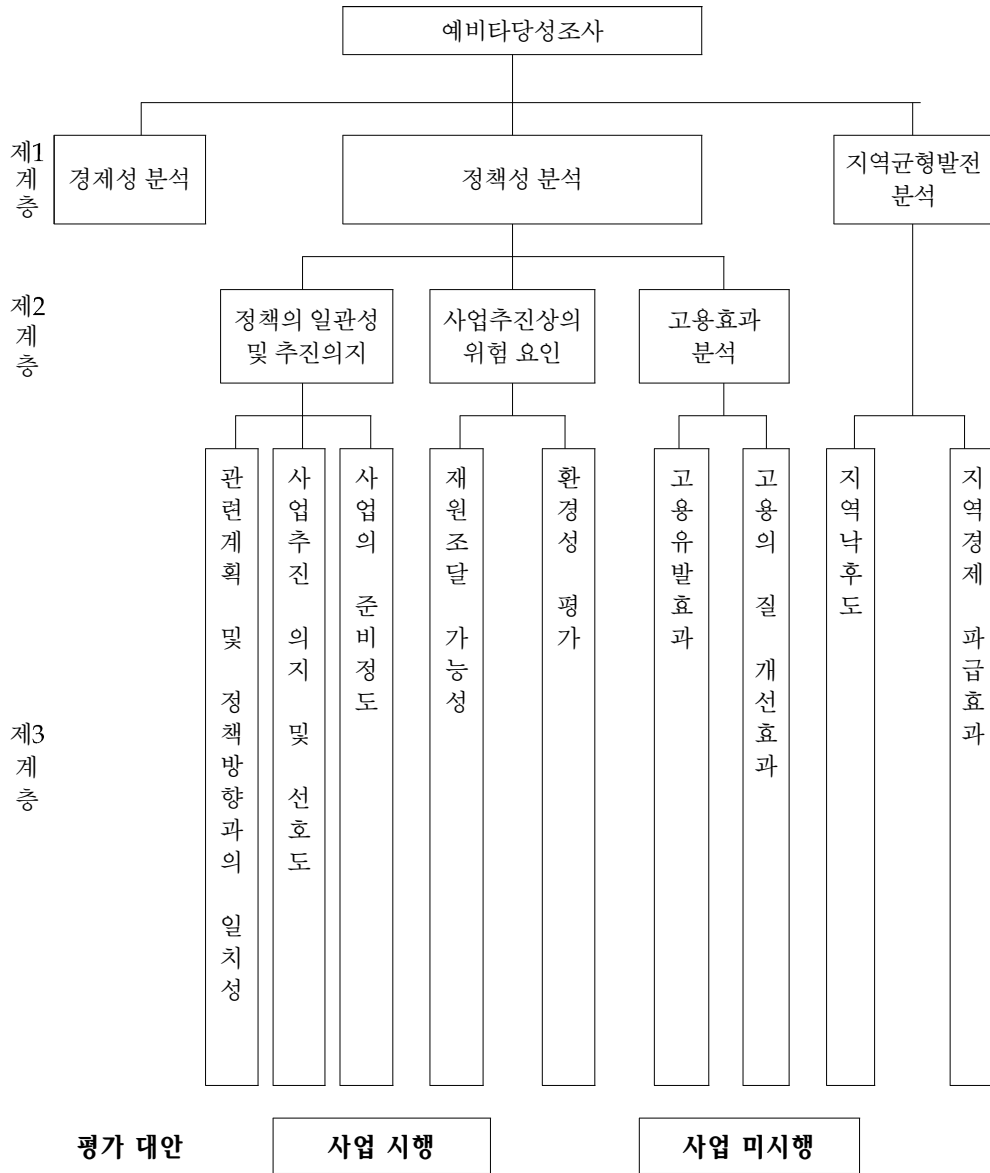 예비타당성조사
제1
계
층
경제성 분석
정책성 분석
지역균형발전
분석
제2
계
층
정책의 일관성
및 추진의지
사업추진상의
위험 요인
고용효과
분석
제3
계
층
관련계획 및 정책방향과의 일치성
사업추진 의지 및 선호도
사업의 준비정도
재원조달 가능성
환경성 평가
고용유발효과
고용의 질 개선효과
지역낙후도
지역경제 파급효과
평가 대안
사업 시행
사업 미시행